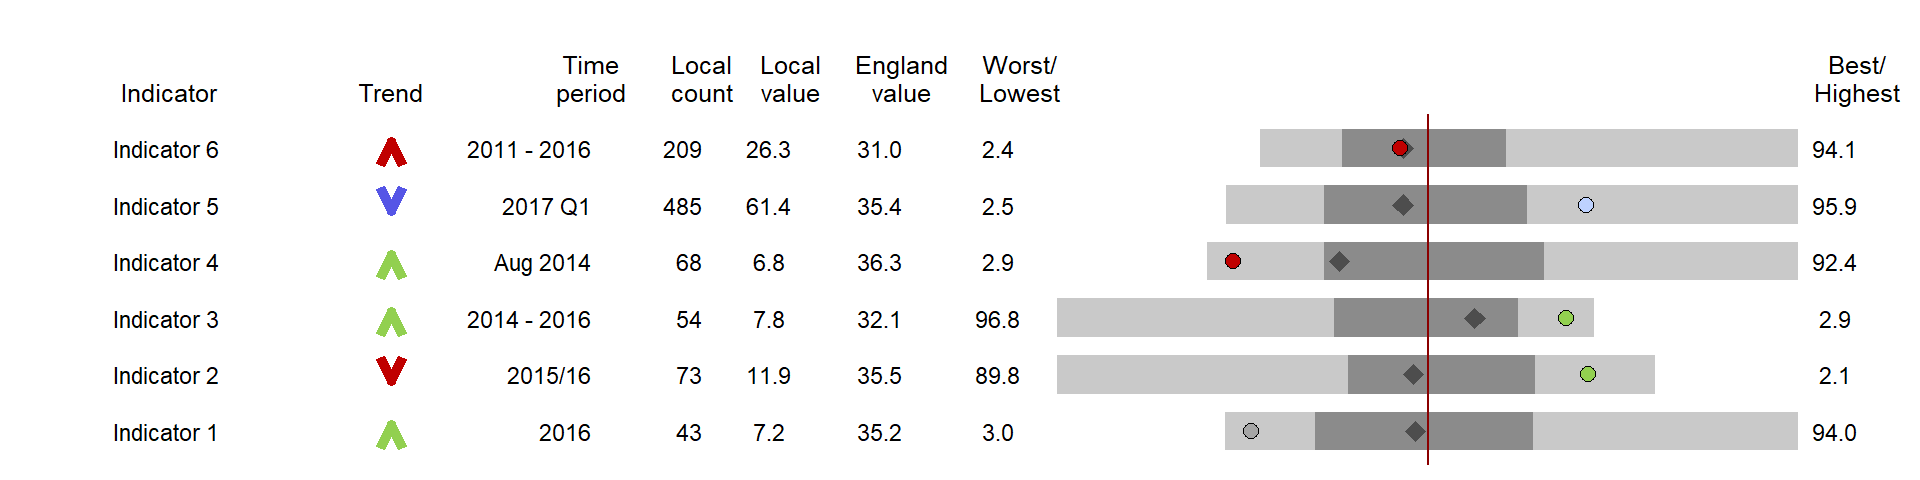 Indicator Trend Time period Local count Local value England value Worst/ Lowest Best/ Highest
Indicator 6 2011 - 2016 209 26.3 31.0 2.4 94.1
Indicator 5 2017 Q1 485 61.4 35.4 2.5 95.9
Indicator 4 Aug 2014 68 6.8 36.3 2.9 92.4
Indicator 3 2014 - 2016 54 7.8 32.1 96.8 2.9
Indicator 2 2015/16 73 11.9 35.5 89.8 2.1
Indicator 1 2016 43 7.2 35.2 3.0 94.0